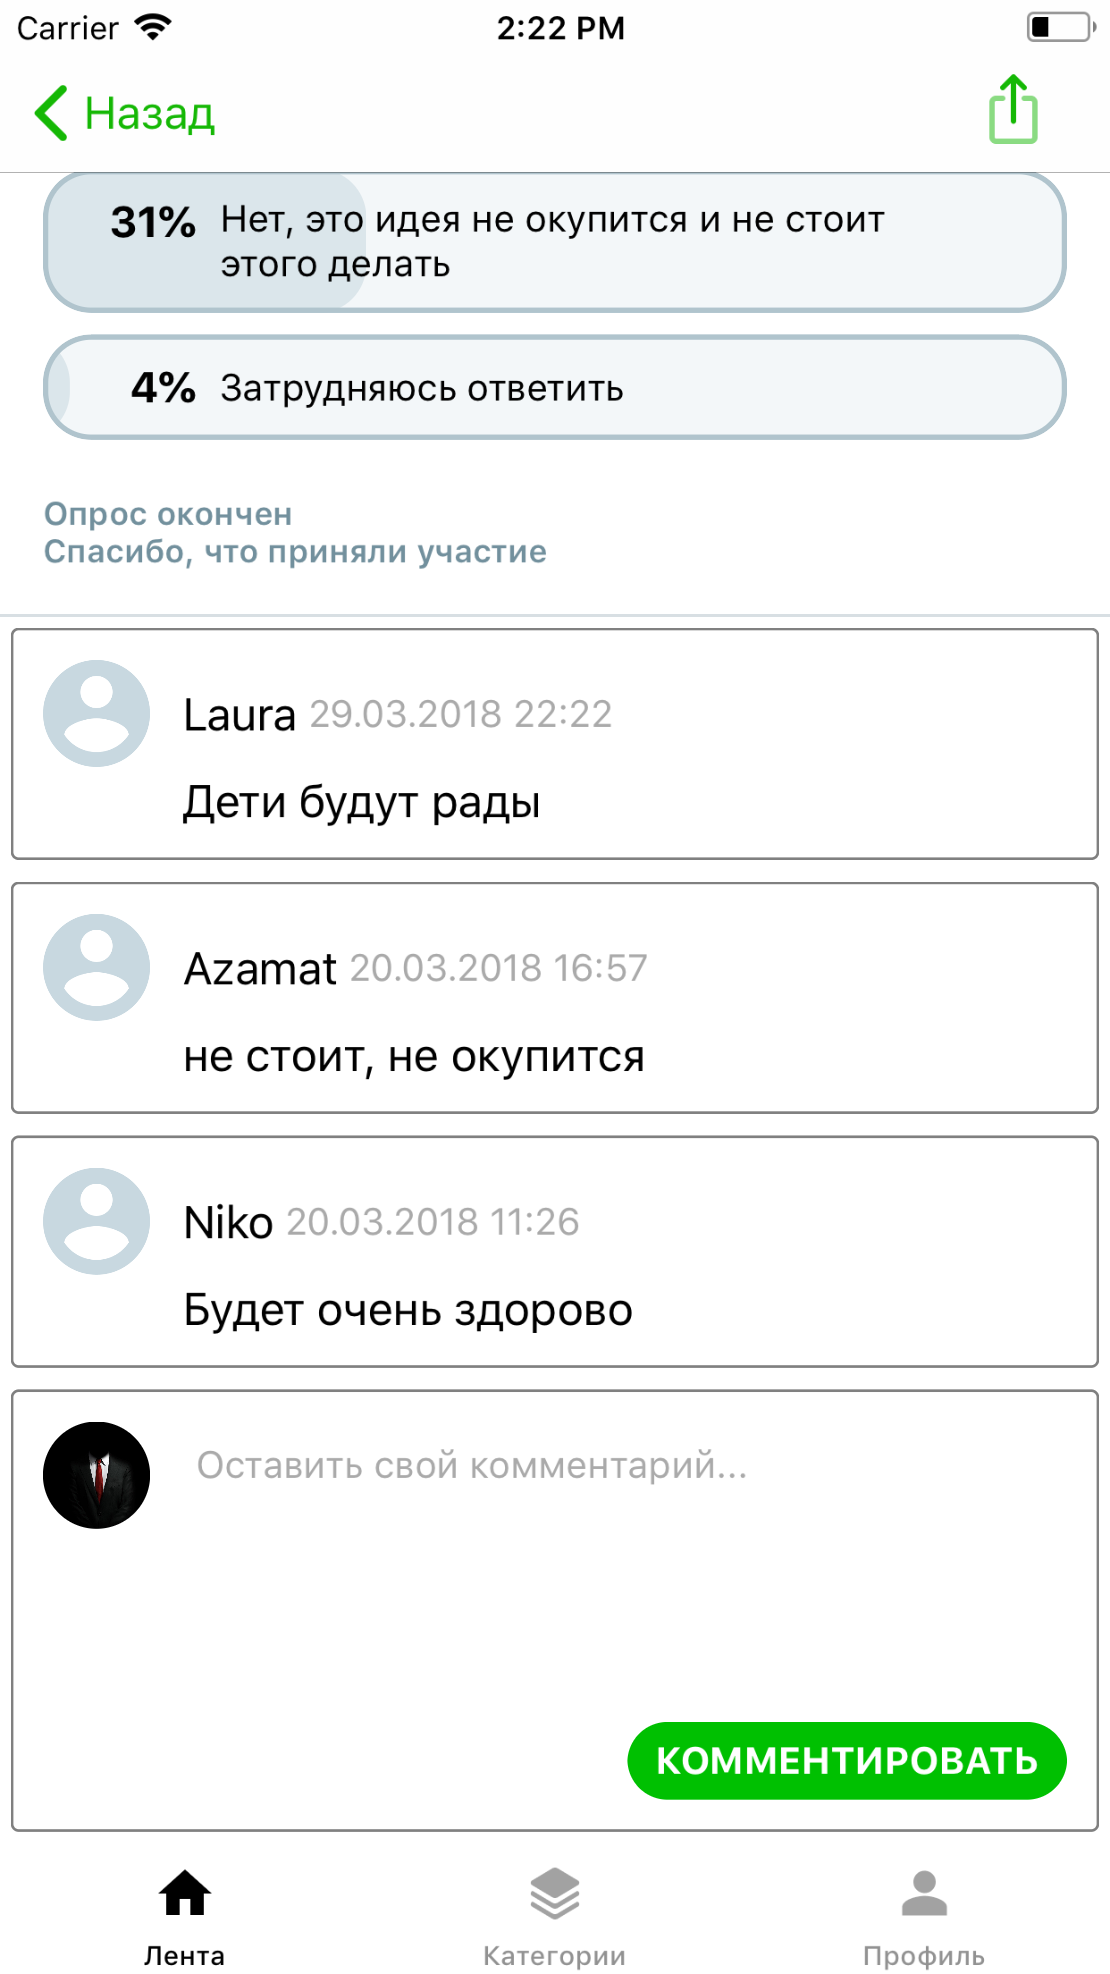 Carrier 2:22 PM
Назад
31% Нет, это идея не окупится и не стоит
этого делать
4% Затрудняюсь ответить
Опрос окончен
Спасибо, что приняли участие
Laura 29.03.2018 22:22
Дети будут рады
Azamat 20.03.2018 16:57
не стоит, не окупится
Niko 20.03.2018 11:26
Будет очень здорово
Оставить свой комментарий...
КОММЕНТИРОВАТЬ
Лента Категории Профиль